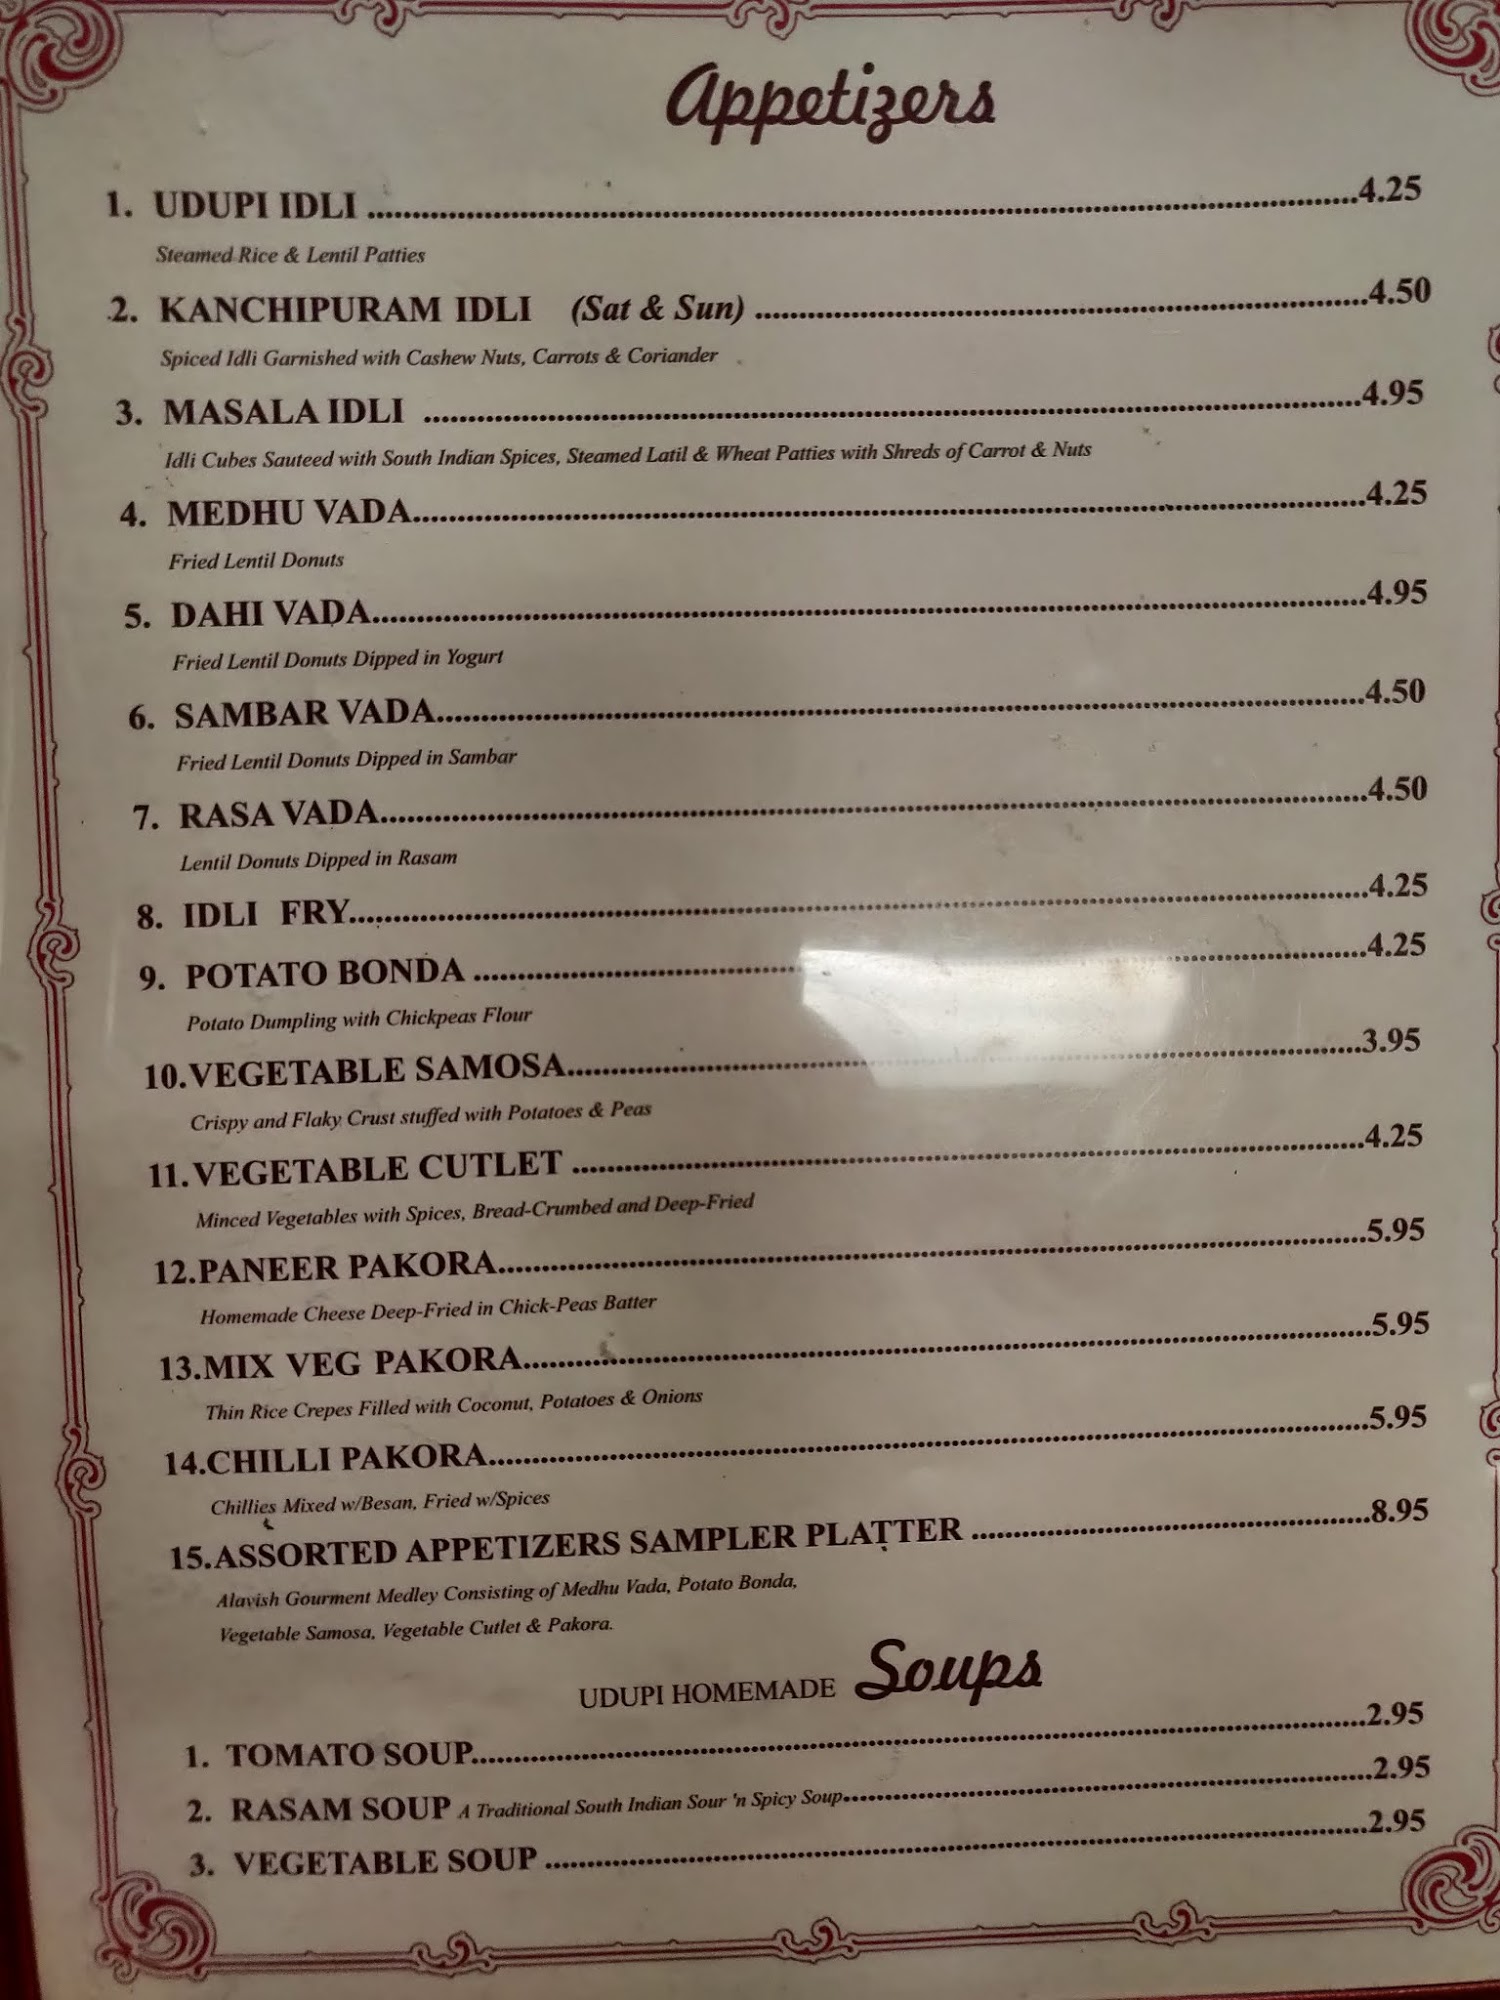 Appetizers
1. UDUPI IDLI ....................4.25
Steamed Rice & Lentil Patties
2. KANCHIPURAM IDLI (Sat & Sun) ....................4.50
Spiced Idli Garnished with Cashew Nuts, Carrots & Coriander
3. MASALA IDLI ....................4.95
Idli Cubes Sauteed with South Indian Spices, Steamed Latil & Wheat Patties with Shreds of Carrot & Nuts
4. MEDHU VADA....................4.25
Fried Lentil Donuts
5. DAHI VADA....................4.95
Fried Lentil Donuts Dipped in Yogurt
6. SAMBAR VADA....................4.50
Fried Lentil Donuts Dipped in Sambar
7. RASA VADA....................4.50
Lentil Donuts Dipped in Rasam
8. IDLI FRY....................4.25
9. POTATO BONDA ....................4.25
Potato Dumpling with Chickpeas Flour
10.VEGETABLE SAMOSA....................3.95
Crispy and Flaky Crust stuffed with Potatoes & Peas
11.VEGETABLE CUTLET ....................4.25
Minced Vegetables with Spices, Bread-Crumbed and Deep-Fried
12.PANEER PAKORA....................5.95
Homemade Cheese Deep-Fried in Chick-Peas Batter
13.MIX VEG PAKORA....................5.95
Thin Rice Crepes Filled with Coconut, Potatoes & Onions
14.CHILLI PAKORA....................5.95
Chillies Mixed w/Besan, Fried w/Spices
15.ASSORTED APPETIZERS SAMPLER PLATTER ....................8.95
Alavish Gourment Medley Consisting of Medhu Vada, Potato Bonda,
Vegetable Samosa, Vegetable Cutlet & Pakora.
UDUPI HOMEMADE Soups
1. TOMATO SOUP....................2.95
2. RASAM SOUP A Traditional South Indian Sour 'n Spicy Soup....................2.95
3. VEGETABLE SOUP ....................2.95